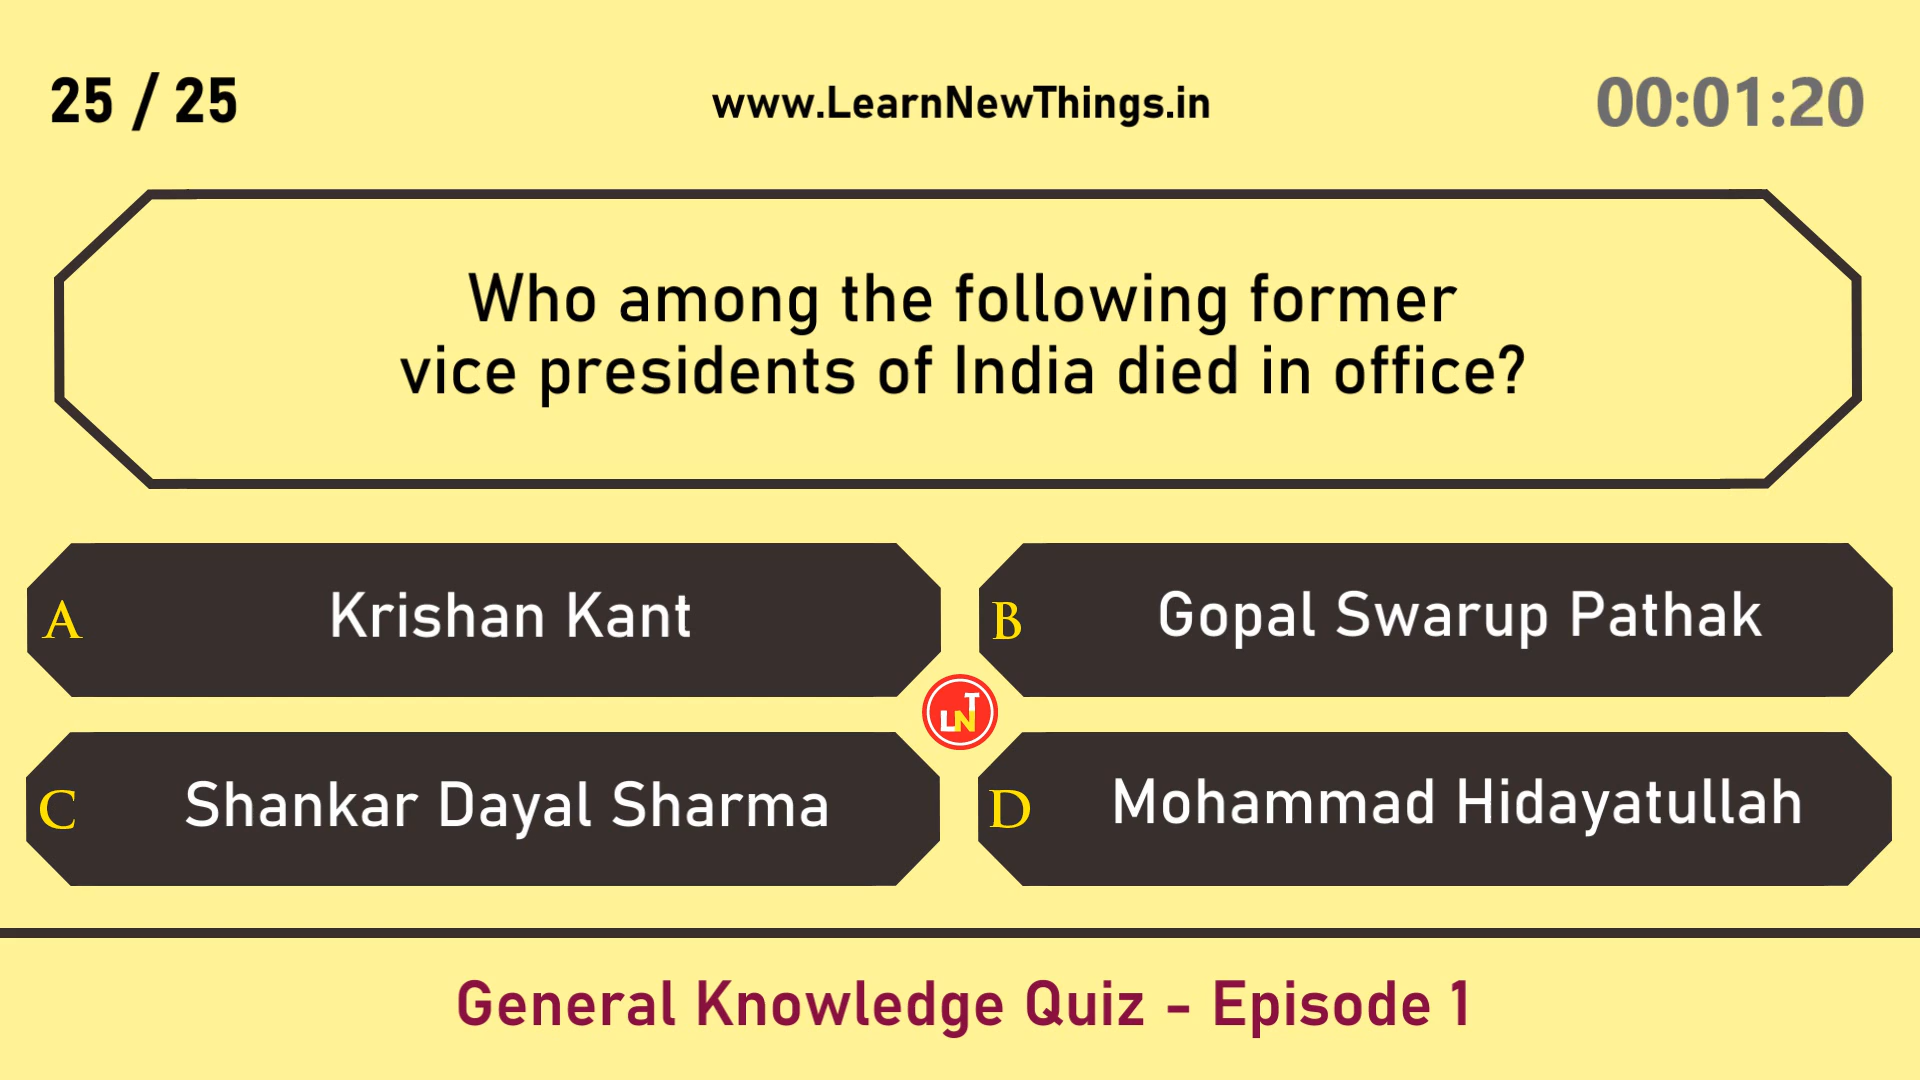 25 / 25
www.LearnNewThings.in
00:01:20
Who among the following former
vice presidents of India died in office?
A Krishan Kant
B Gopal Swarup Pathak
LNT
C Shankar Dayal Sharma
D Mohammad Hidayatullah
General Knowledge Quiz - Episode 1